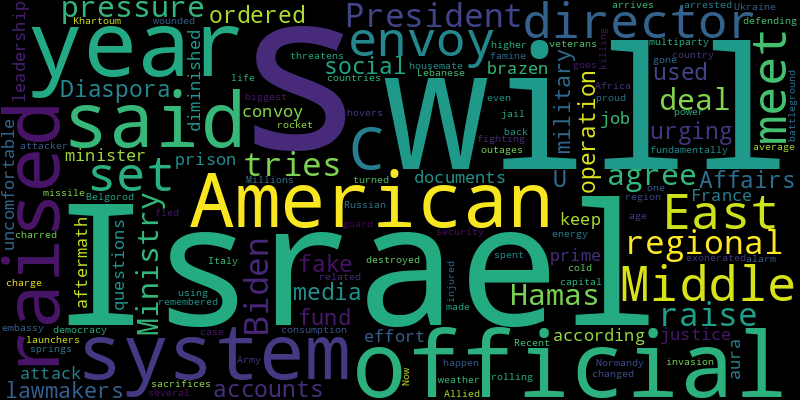 leadership
Khartoum
pressure
wounded
ordered
President
director
arrives
arrested
Ukraine
defending
year
S
envoy
higher
veterans
multiparty
famine
killing
threatens
social
brazen
country
gone
goes
Diaspora
diminished
life
countries
Lebanese
housemate
military
used
Africa
meet
battleground
raised
said
convoy
biggest
even
deal
proud
attacker
rocket
hovers
jail
job
power
urging
C
will
back
fighting
outages
fundamentally
average
uncomfortable
minister
prison
tries
set
documents
U
operation
agree
Affairs
Millions
turned
France
missile
Belgorod
American
Russian
keep
region
one
East
fled
guard
security
age
regional
charred
aftermath
questions
Ministry
Israel
Biden
Italy
fake
destroyed
spent
energy
prime
exonerated
alarm
related
injured
cold
Middle
charge
using
remembered
media
Hamas
capital
made
fund
embassy
democracy
case
consumption
effort
according
raise
launchers
justice
springs
system
Army
Recent
invasion
official
happen
Normandy
aura
attack
weather
rolling
changed
lawmakers
sacrifices
several
accounts
Now
Allied